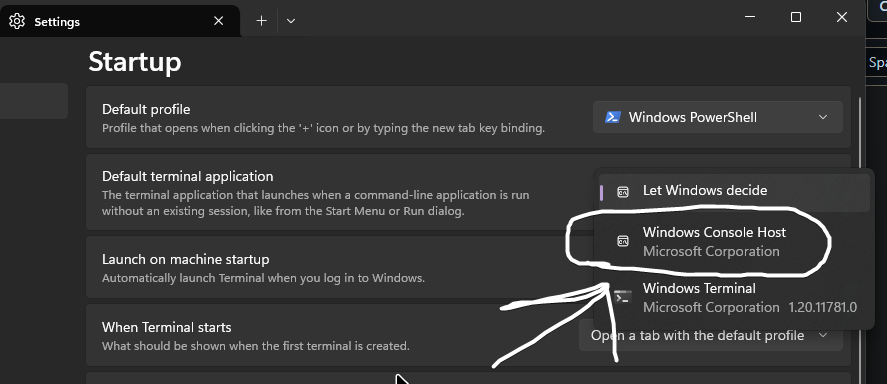 Settings
Startup
Default profile
Profile that opens when clicking the '+' icon or by typing the new tab key binding.
Windows PowerShell
Default terminal application
The terminal application that launches when a command-line application is run
without an existing session, like from the Start Menu or Run dialog.
Let Windows decide
Windows Console Host
Microsoft Corporation
Windows Terminal
Microsoft Corporation 1.20.11781.0
Launch on machine startup
Automatically launch Terminal when you log in to Windows.
When Terminal starts
What should be shown when the first terminal is created.
Open a tab with the default profile